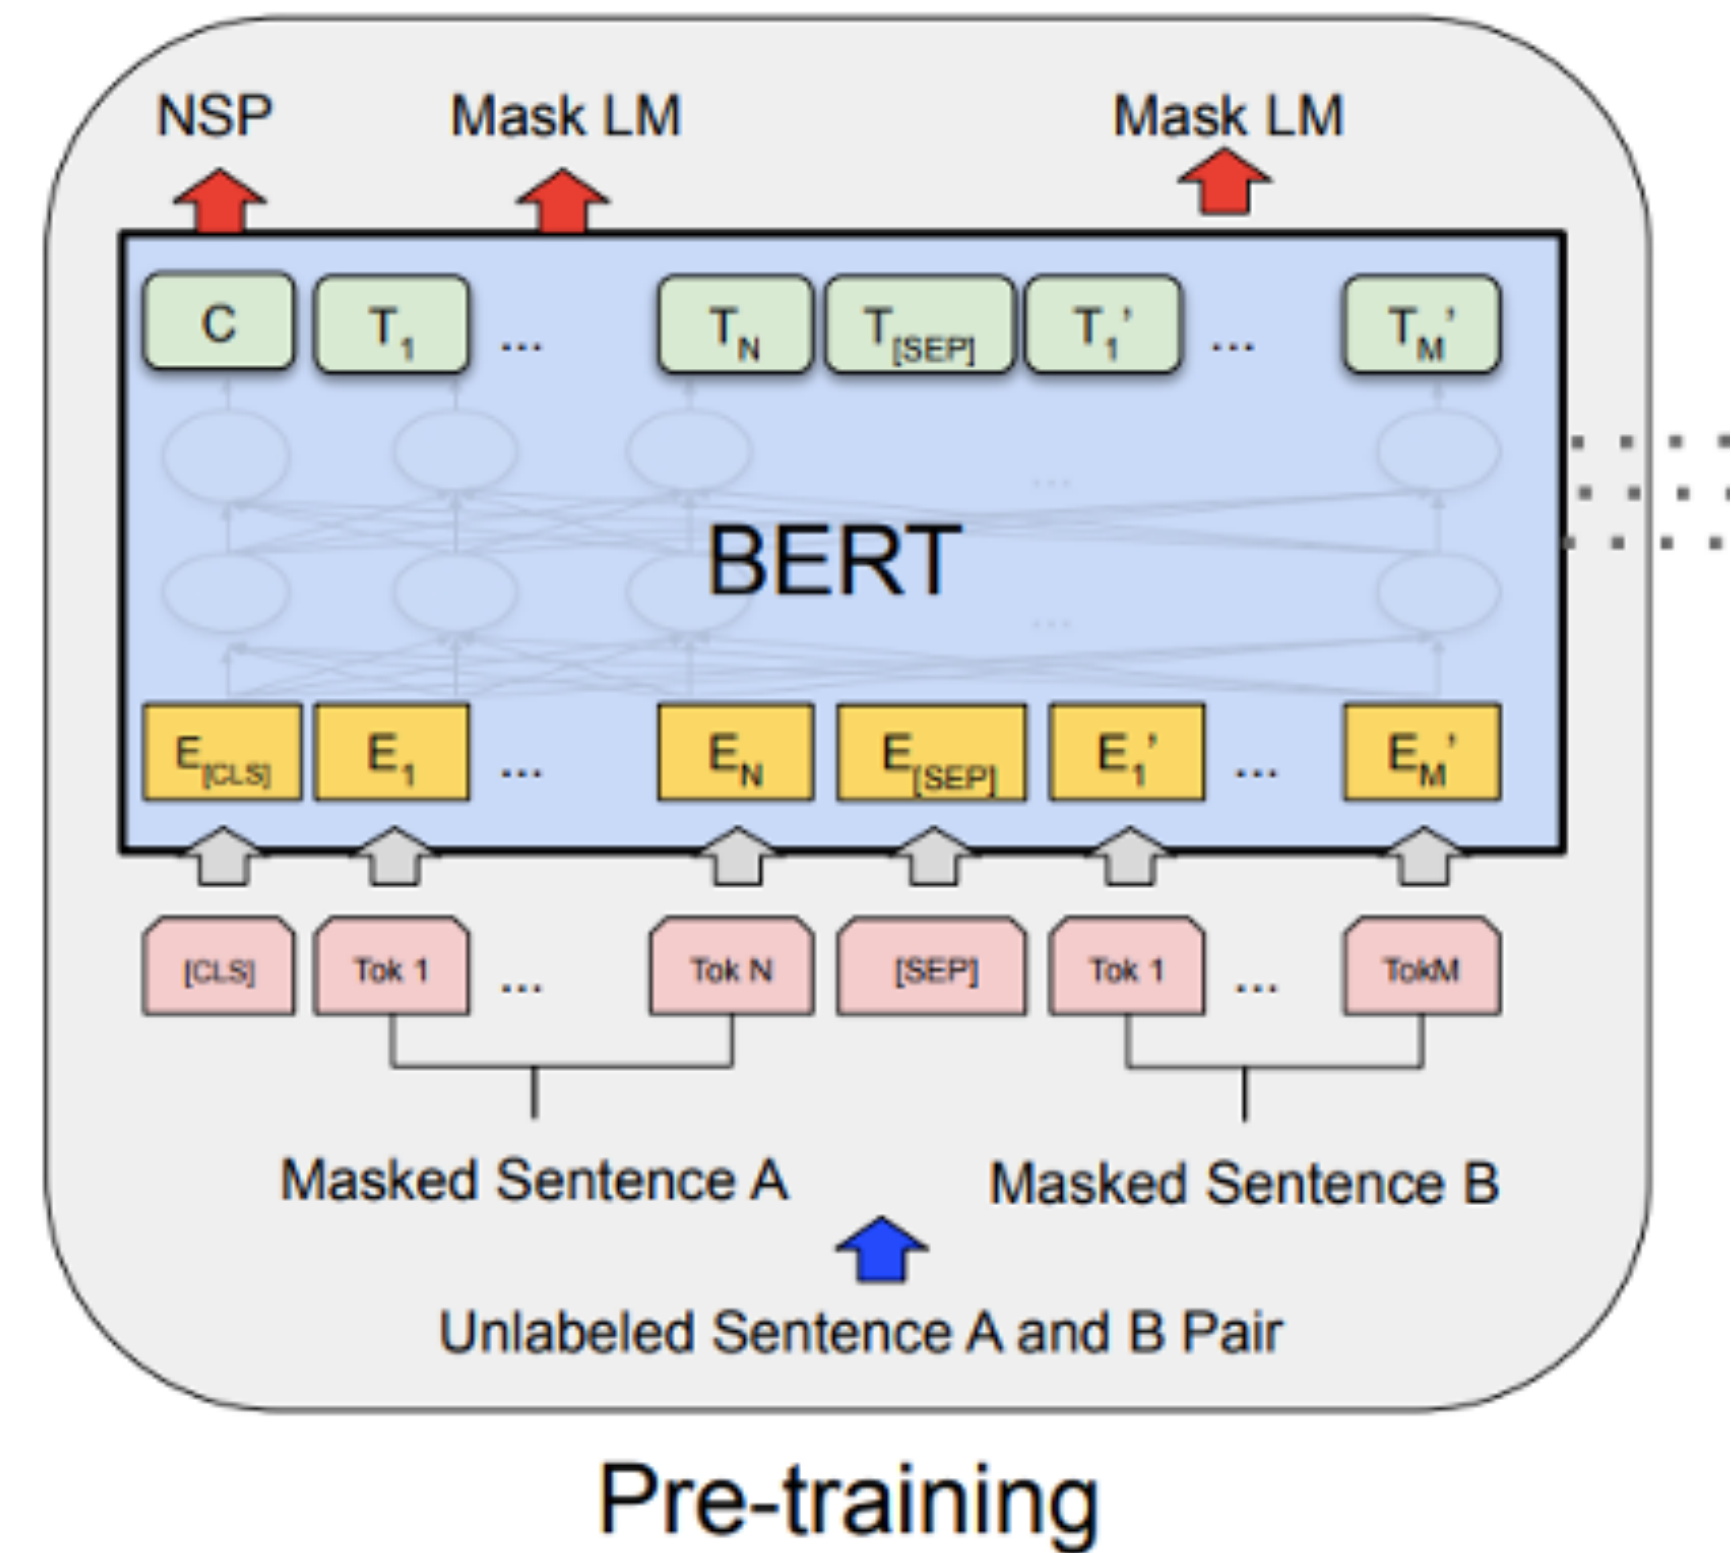 NSP Mask LM Mask LM
C T1 ... TN T[SEP] T1’ ... TM’
...
BERT
...
E[CLS] E1 ... EN E[SEP] E1’ ... EM’
[CLS] Tok 1 ... Tok N [SEP] Tok 1 ... TokM
Masked Sentence A Masked Sentence B
Unlabeled Sentence A and B Pair
Pre-training